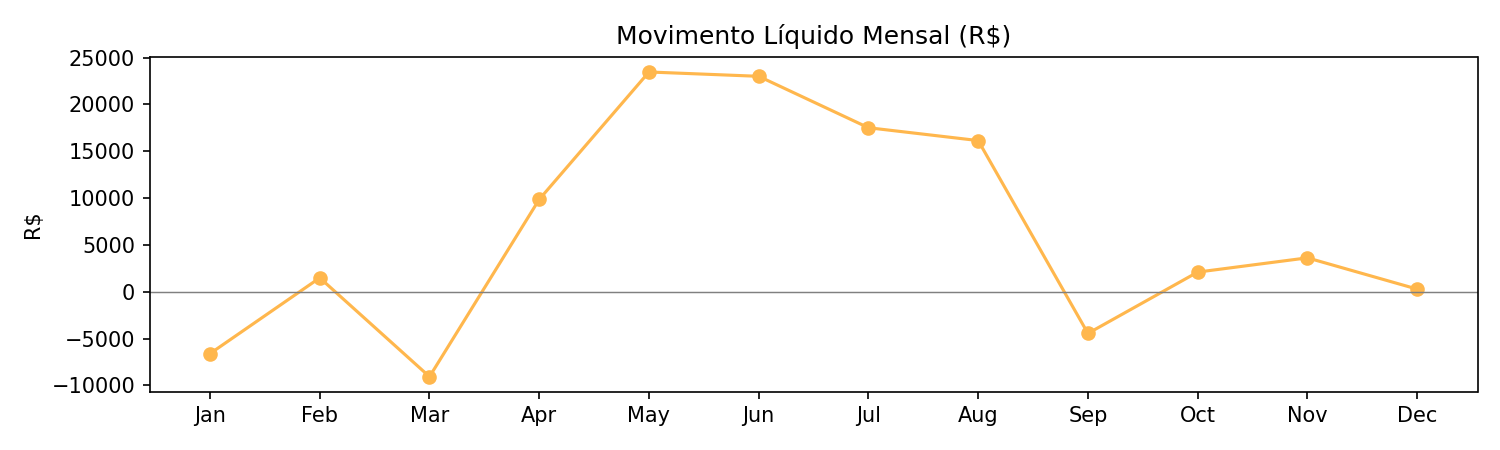 Movimento Líquido Mensal (R$)
R$
25000
20000
15000
10000
5000
0
−5000
−10000
Jan Feb Mar Apr May Jun Jul Aug Sep Oct Nov Dec